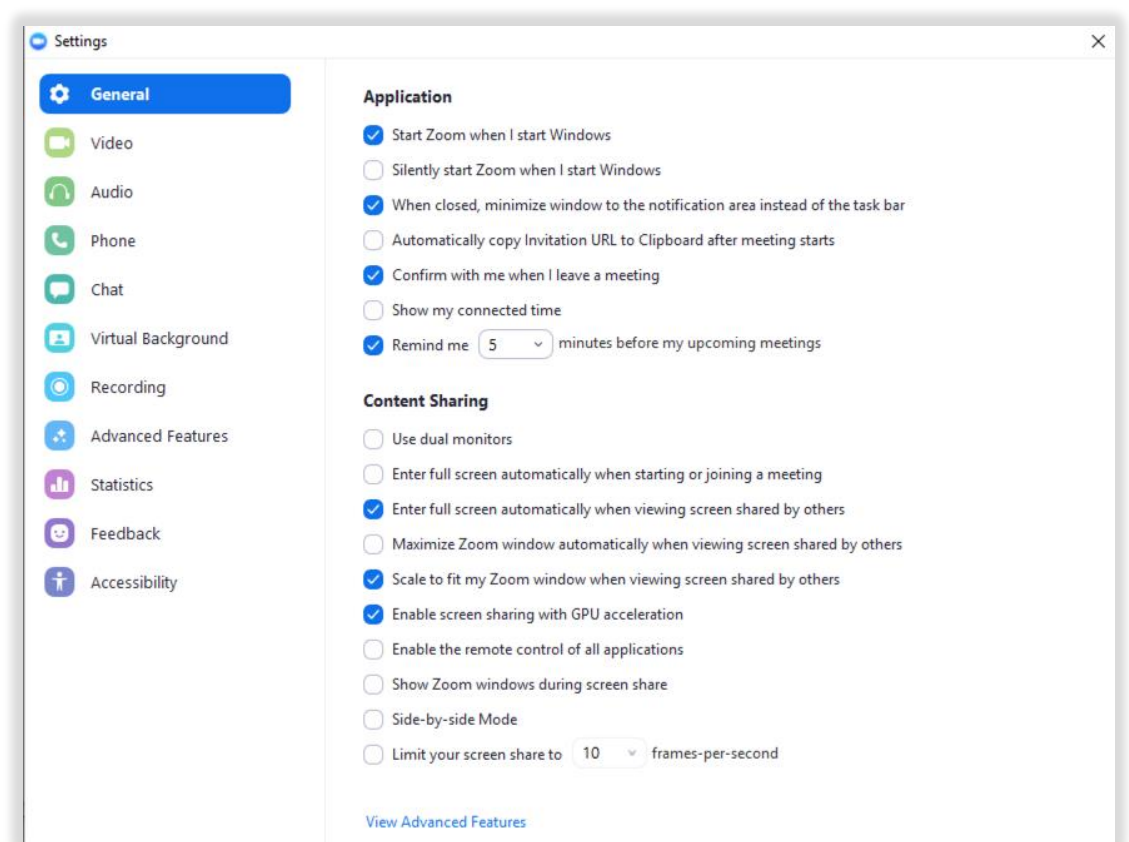 Settings
General
Video
Audio
Phone
Chat
Virtual Background
Recording
Advanced Features
Statistics
Feedback
Accessibility
Application
Start Zoom when I start Windows
Silently start Zoom when I start Windows
When closed, minimize window to the notification area instead of the task bar
Automatically copy Invitation URL to Clipboard after meeting starts
Confirm with me when I leave a meeting
Show my connected time
Remind me 5 minutes before my upcoming meetings
Content Sharing
Use dual monitors
Enter full screen automatically when starting or joining a meeting
Enter full screen automatically when viewing screen shared by others
Maximize Zoom window automatically when viewing screen shared by others
Scale to fit my Zoom window when viewing screen shared by others
Enable screen sharing with GPU acceleration
Enable the remote control of all applications
Show Zoom windows during screen share
Side-by-side Mode
Limit your screen share to 10 frames-per-second
View Advanced Features